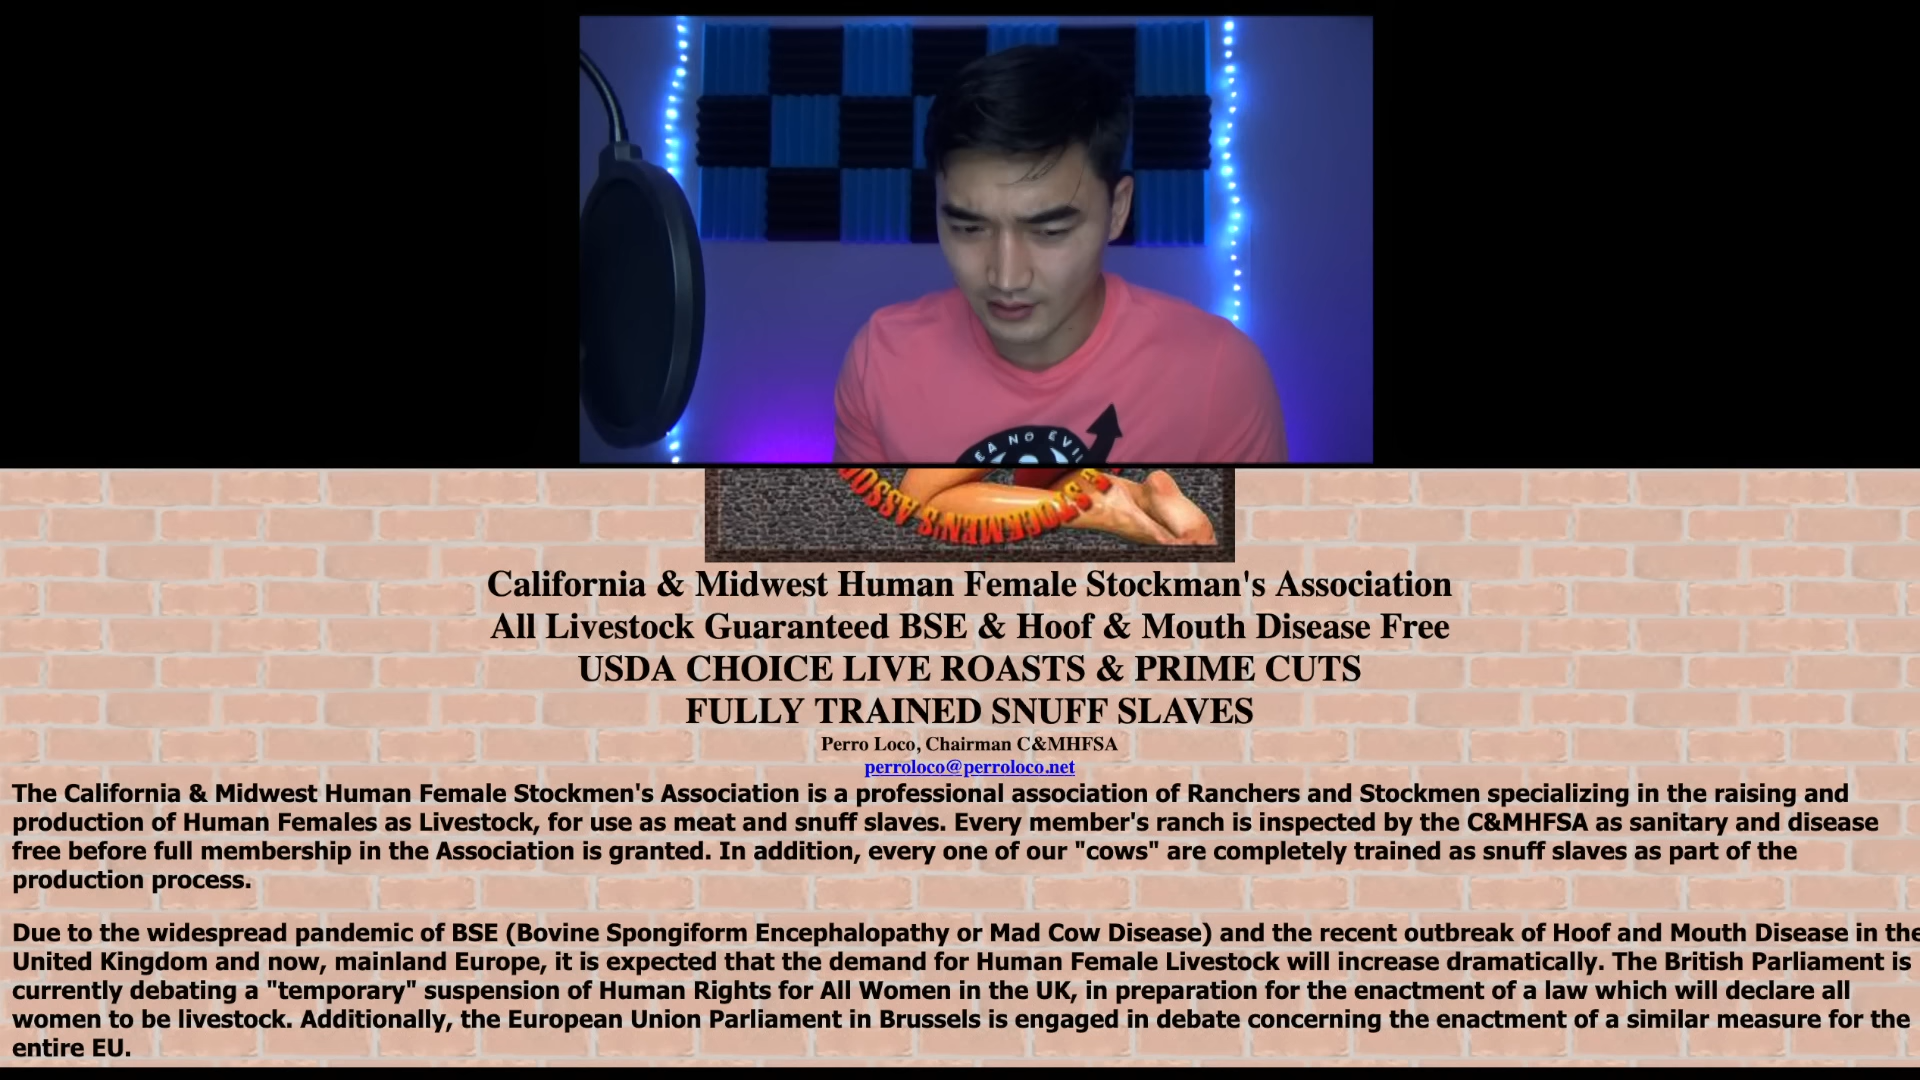 EA NO EVIL
STOCKMEN'S ASSO
California & Midwest Human Female Stockman's Association
All Livestock Guaranteed BSE & Hoof & Mouth Disease Free
USDA CHOICE LIVE ROASTS & PRIME CUTS
FULLY TRAINED SNUFF SLAVES
Perro Loco, Chairman C&MHFSA
perroloco@perroloco.net
The California & Midwest Human Female Stockmen's Association is a professional association of Ranchers and Stockmen specializing in the raising and
production of Human Females as Livestock, for use as meat and snuff slaves. Every member's ranch is inspected by the C&MHFSA as sanitary and disease
free before full membership in the Association is granted. In addition, every one of our "cows" are completely trained as snuff slaves as part of the
production process.
Due to the widespread pandemic of BSE (Bovine Spongiform Encephalopathy or Mad Cow Disease) and the recent outbreak of Hoof and Mouth Disease in the
United Kingdom and now, mainland Europe, it is expected that the demand for Human Female Livestock will increase dramatically. The British Parliament is
currently debating a "temporary" suspension of Human Rights for All Women in the UK, in preparation for the enactment of a law which will declare all
women to be livestock. Additionally, the European Union Parliament in Brussels is engaged in debate concerning the enactment of a similar measure for the
entire EU.